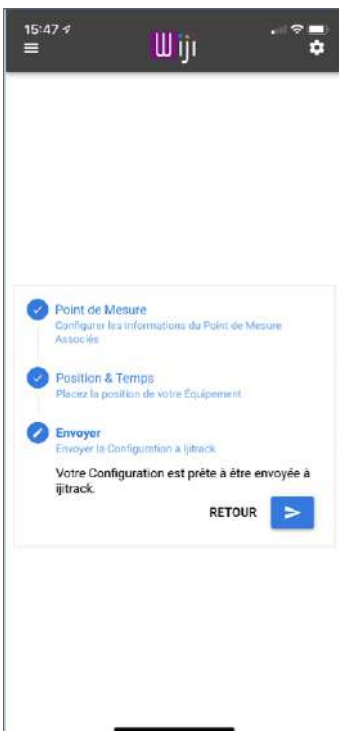 15:47
Wiji
Point de Mesure
Configurer les Informations du Point de Mesure
Associés
Position & Temps
Placez la position de votre Équipement
Envoyer
Envoyer la Configuration a Ijitrack
Votre Configuration est prête à être envoyée à
ijitrack.
RETOUR